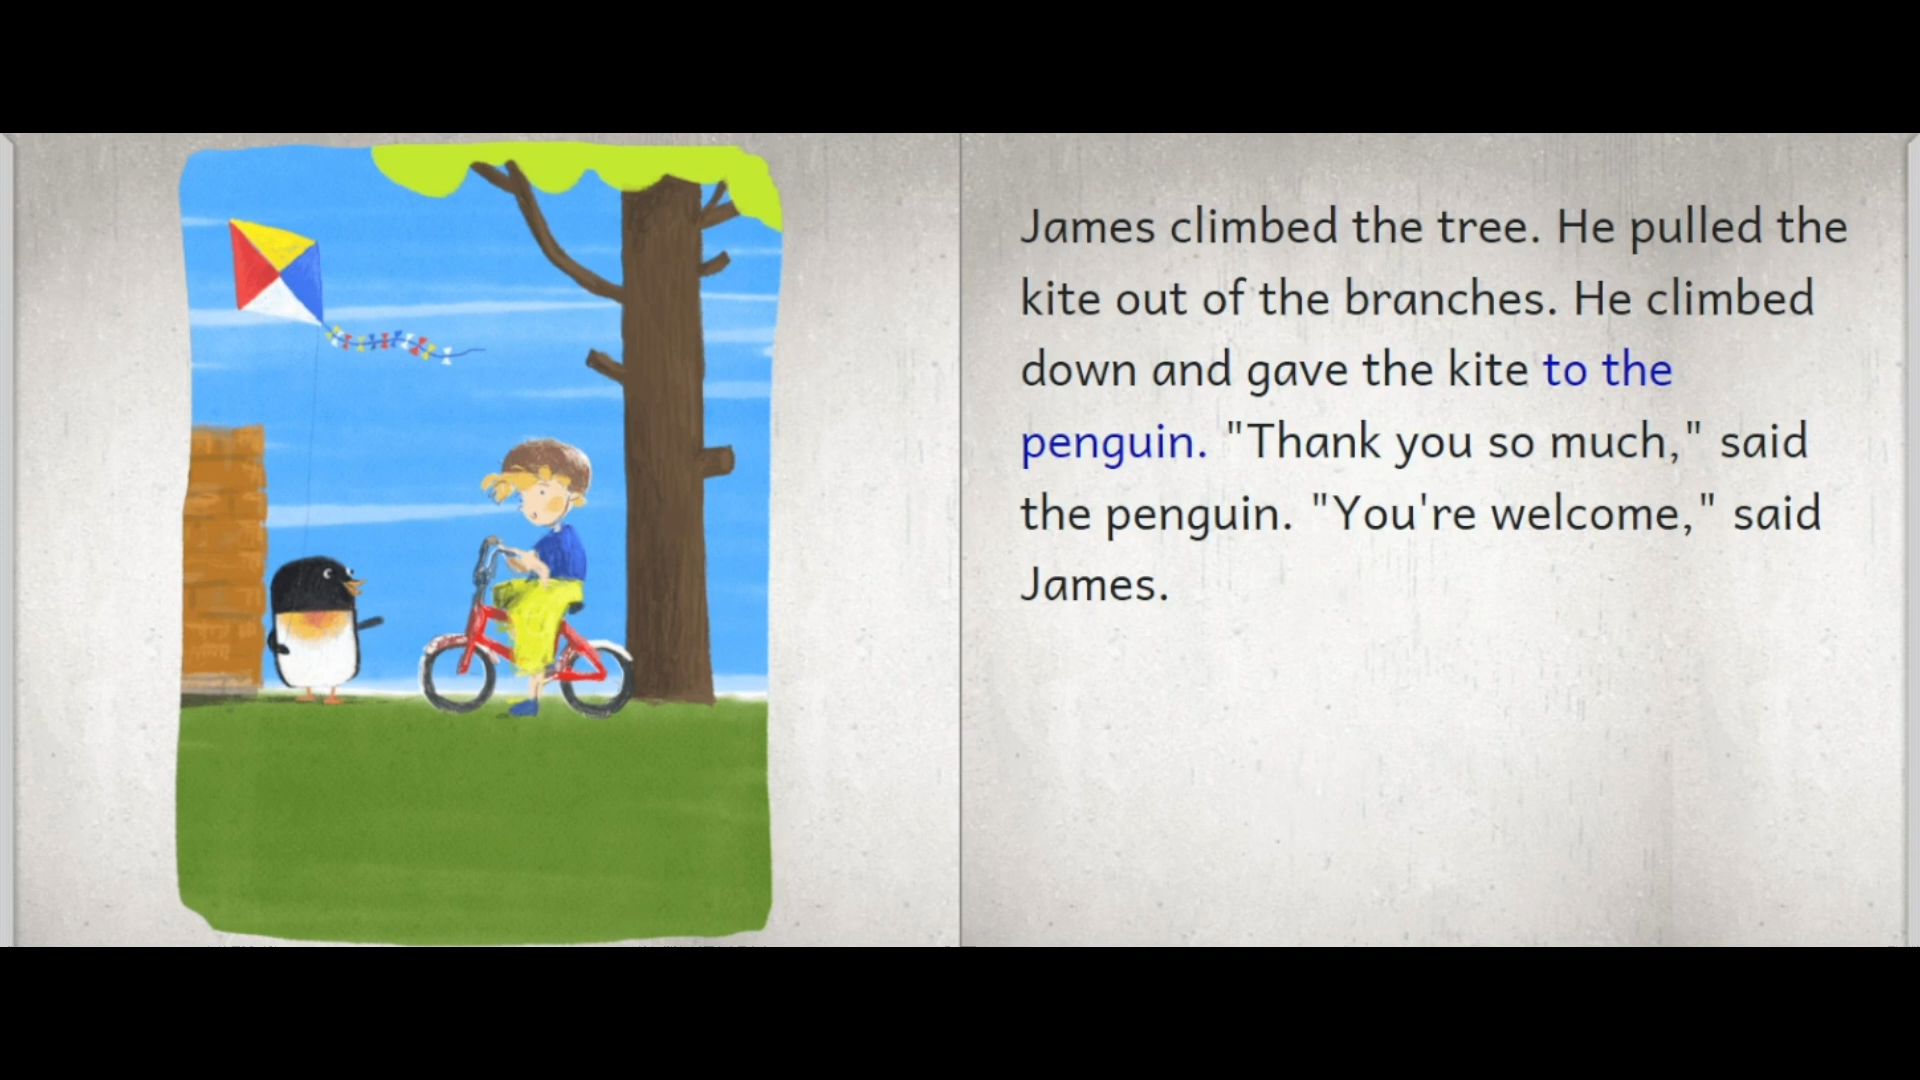 James climbed the tree. He pulled the
kite out of the branches. He climbed
down and gave the kite to the
penguin. "Thank you so much," said
the penguin. "You're welcome," said
James.